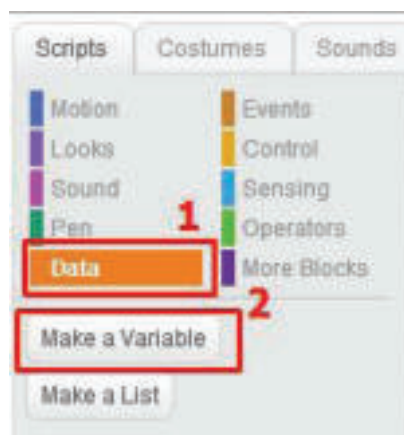 Scripts Costumes Sounds
Motion Events
Looks Control
Sound Sensing
Pen 1 Operators
Data More Blocks
2
Make a Variable
Make a List